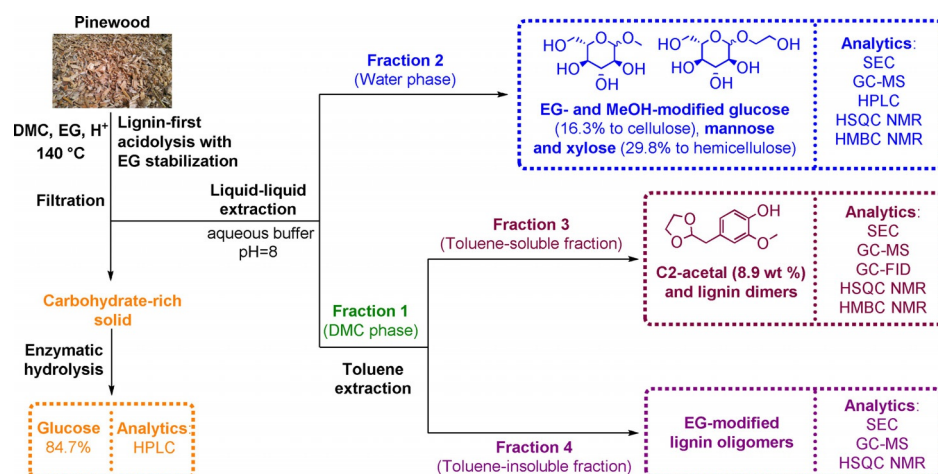 Pinewood
DMC, EG, H⁺
140 °C
Lignin-first
acidolysis with
EG stabilization
Filtration
Liquid-liquid
extraction
aqueous buffer
pH=8
Carbohydrate-rich
solid
Enzymatic
hydrolysis
Glucose
84.7%
Analytics:
HPLC
Fraction 2
(Water phase)
HO
O
O
OH
OH
OH
HO
O
O
OH
OH
OH
OH
EG- and MeOH-modified glucose
(16.3% to cellulose), mannose
and xylose (29.8% to hemicellulose)
Analytics:
SEC
GC-MS
HPLC
HSQC NMR
HMBC NMR
Fraction 1
(DMC phase)
Toluene
extraction
Fraction 3
(Toluene-soluble fraction)
O
O
OH
O
C2-acetal (8.9 wt %)
and lignin dimers
Analytics:
SEC
GC-MS
GC-FID
HSQC NMR
HMBC NMR
Fraction 4
(Toluene-insoluble fraction)
EG-modified
lignin oligomers
Analytics:
SEC
GC-MS
HSQC NMR